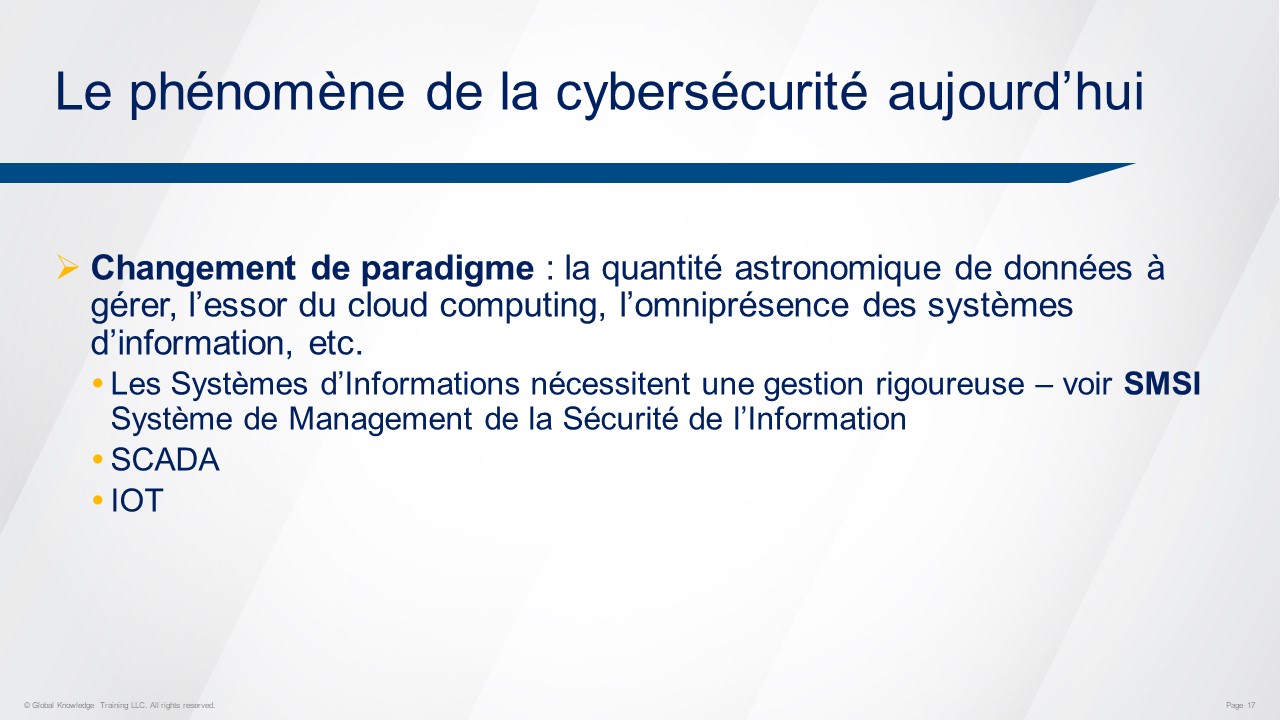 Le phénomène de la cybersécurité aujourd’hui
Changement de paradigme : la quantité astronomique de données à
gérer, l’essor du cloud computing, l’omniprésence des systèmes
d’information, etc.
Les Systèmes d’Informations nécessitent une gestion rigoureuse – voir SMSI
Système de Management de la Sécurité de l’Information
SCADA
IOT
© Global Knowledge Training LLC. All rights reserved.
Page 17